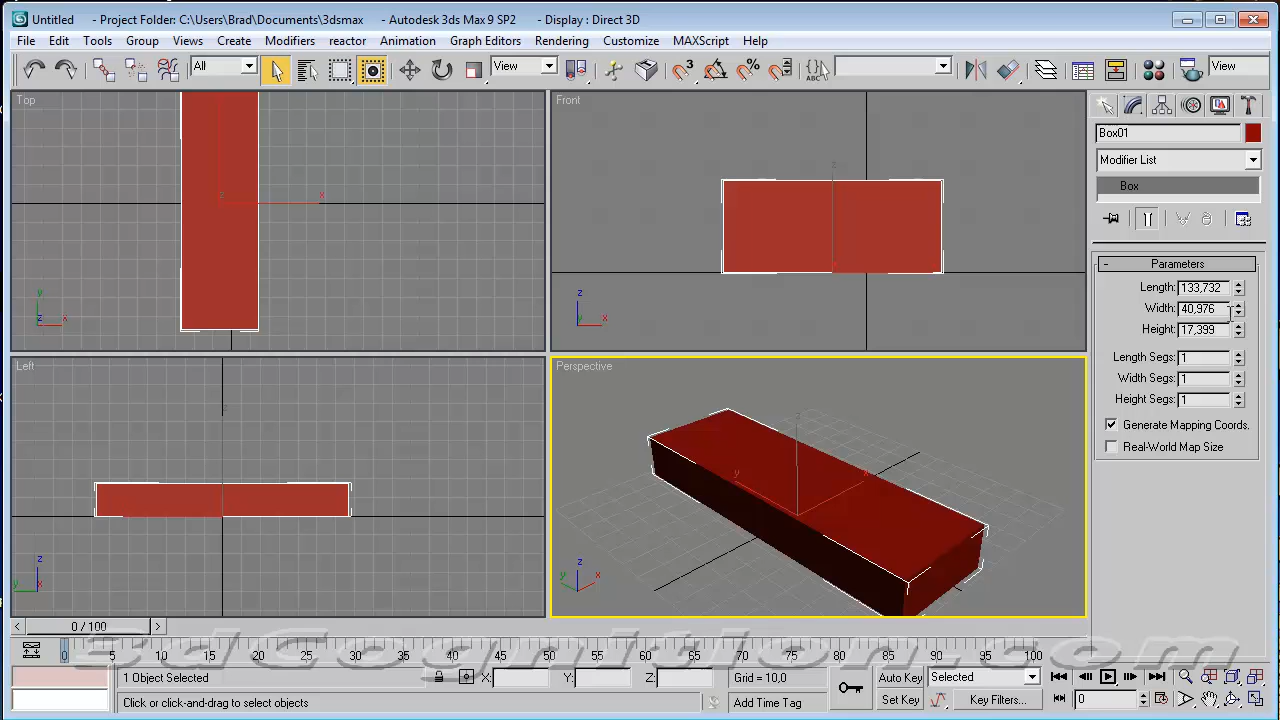 Untitled - Project Folder: C:\Users\Brad\Documents\3dsmax - Autodesk 3ds Max 9 SP2 - Display : Direct 3D
File Edit Tools Group Views Create Modifiers reactor Animation Graph Editors Rendering Customize MAXScript Help
All View ABC View
Top
Front
Box01
Modifier List
Box
Parameters
Length: 133,732
Width: 40,976
Height: 17,399
Length Segs: 1
Width Segs: 1
Height Segs: 1
Generate Mapping Coords.
Real-World Map Size
z x
z
y z x
z y x
Left
Perspective
z
z y x
z y x
z y x
0 / 100
3dCognition.com
0 5 10 15 20 25 30 35 40 45 50 55 60 65 70 75 80 85 90 95 100
1 Object Selected X: Y: Z: Grid = 10,0 Auto Key Selected
Click or click-and-drag to select objects Add Time Tag Set Key Key Filters... 0